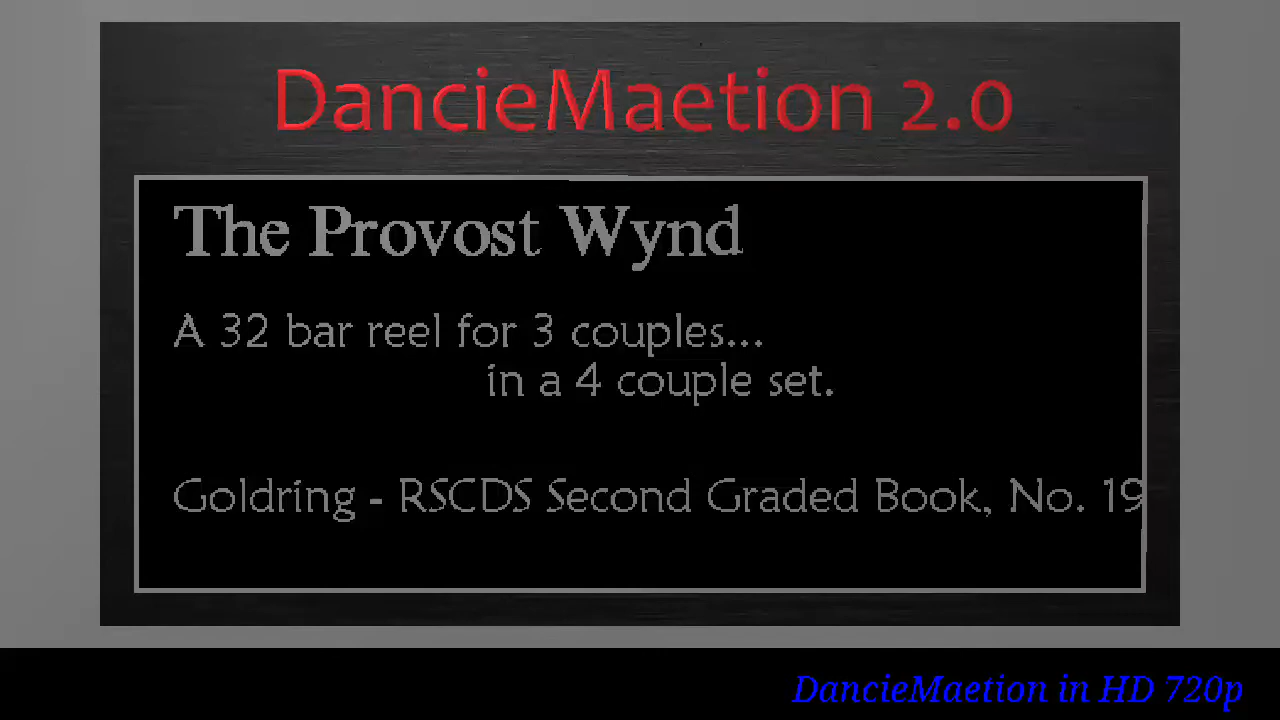 DancieMaetion 2.0
The Provost Wynd
A 32 bar reel for 3 couples...
in a 4 couple set.
Goldring - RSCDS Second Graded Book, No. 19
DancieMaetion in HD 720p